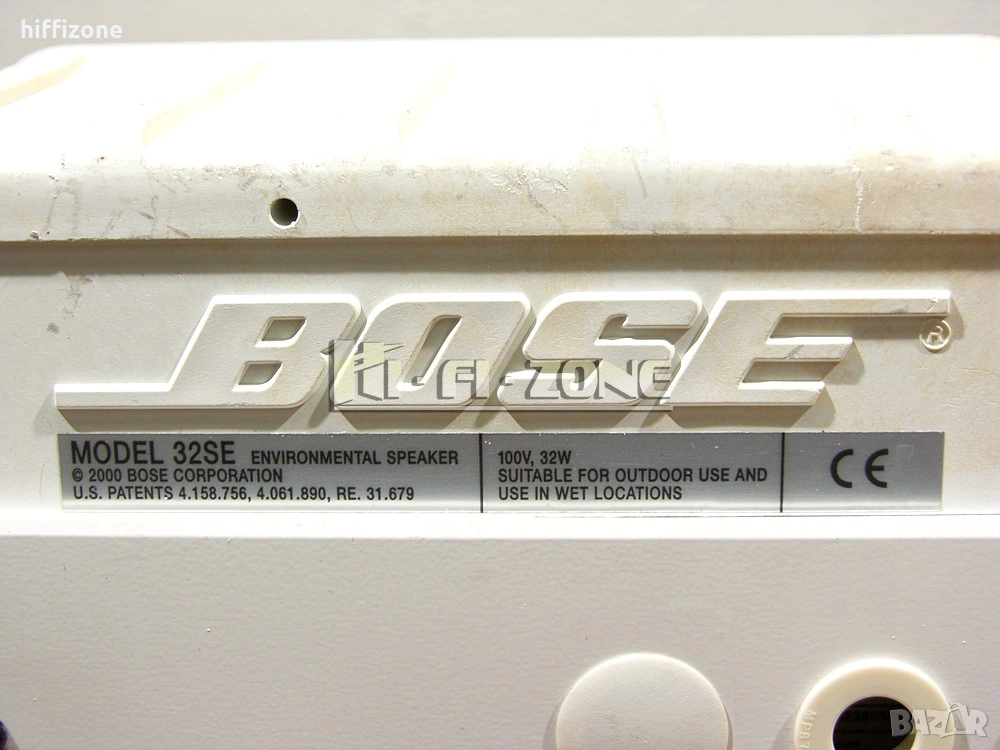 hiffizone
BOSE®
HI-FI-ZONE
MODEL 32SE ENVIRONMENTAL SPEAKER
© 2000 BOSE CORPORATION
U.S. PATENTS 4.158.756, 4.061.890, RE. 31.679
100V, 32W
SUITABLE FOR OUTDOOR USE AND
USE IN WET LOCATIONS
CE
BAZAR